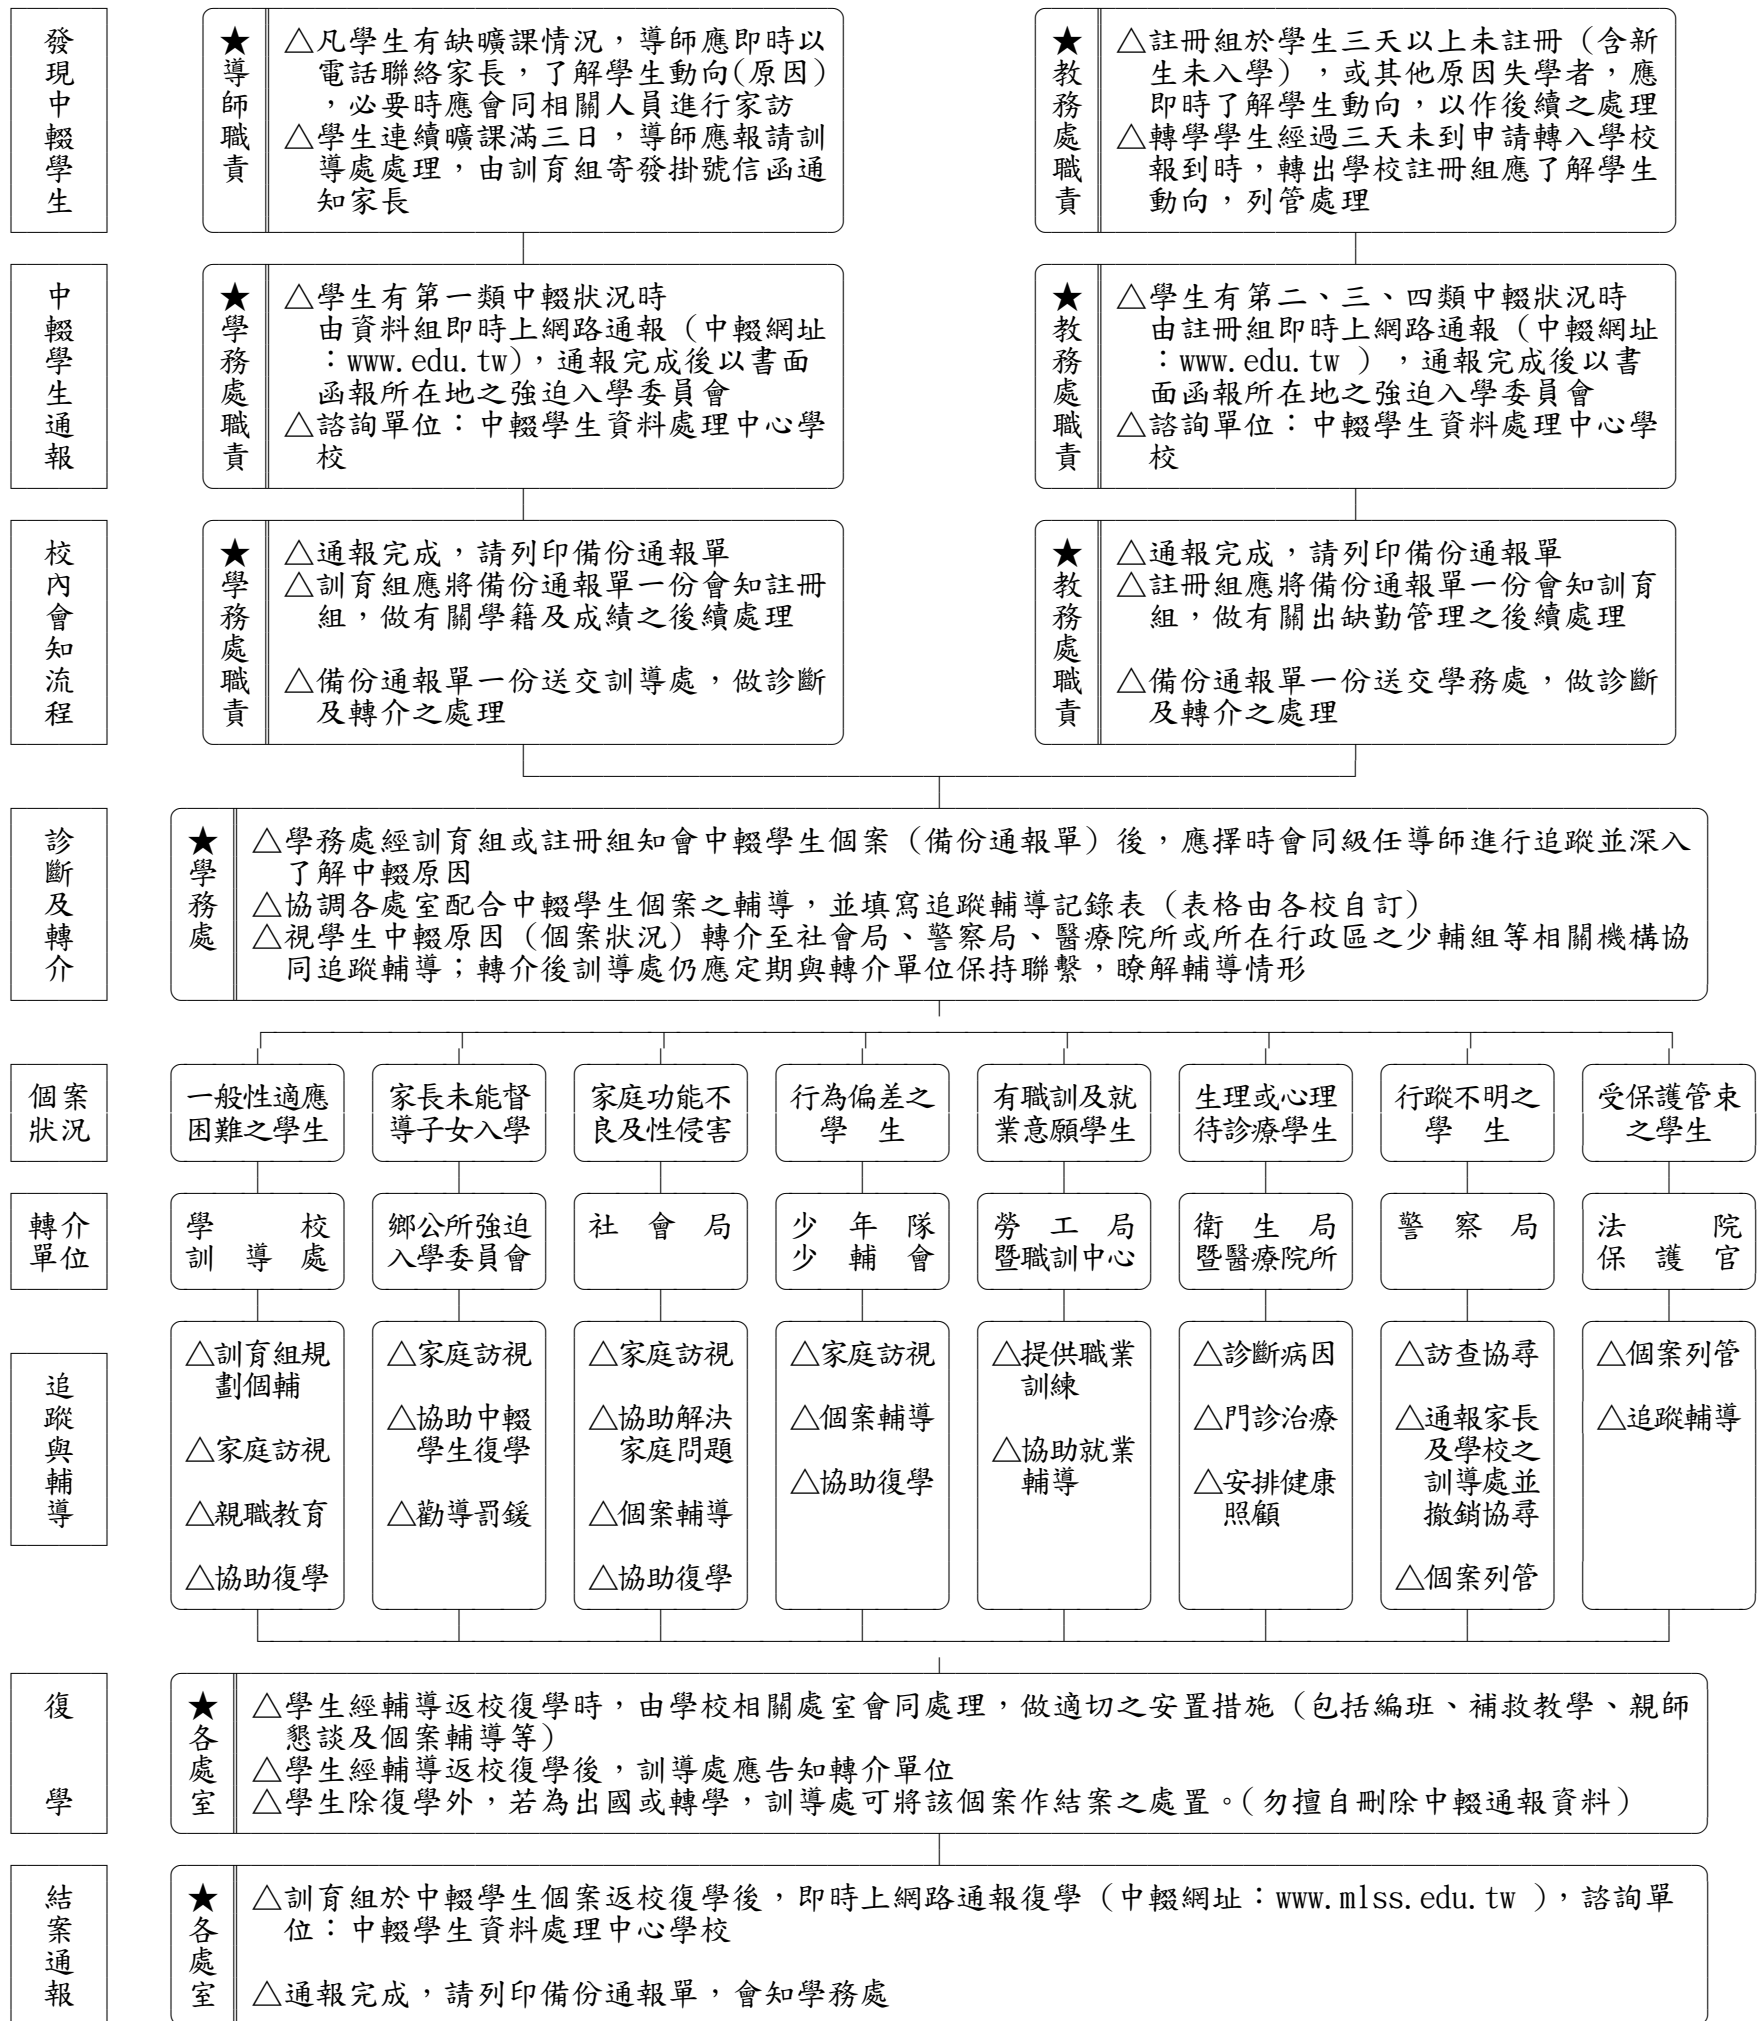 發現中輟學生
★導師職責
△凡學生有缺曠課情況，導師應即時以
電話聯絡家長，了解學生動向(原因)
，必要時應會同相關人員進行家訪
△學生連續曠課滿三日，導師應報請訓
導處處理，由訓育組寄發掛號信函通
知家長
★教務處職責
△註冊組於學生三天以上未註冊（含新
生未入學），或其他原因失學者，應
即時了解學生動向，以作後續之處理
△轉學學生經過三天未到申請轉入學校
報到時，轉出學校註冊組應了解學生
動向，列管處理
中輟學生通報
★學務處職責
△學生有第一類中輟狀況時
由資料組即時上網路通報（中輟網址
：www.edu.tw)，通報完成後以書面
函報所在地之強迫入學委員會
△諮詢單位：中輟學生資料處理中心學
校
★教務處職責
△學生有第二、三、四類中輟狀況時
由註冊組即時上網路通報（中輟網址
：www.edu.tw ），通報完成後以書
面函報所在地之強迫入學委員會
△諮詢單位：中輟學生資料處理中心學
校
校內會知流程
★學務處職責
△通報完成，請列印備份通報單
△訓育組應將備份通報單一份會知註冊
組，做有關學籍及成績之後續處理
△備份通報單一份送交訓導處，做診斷
及轉介之處理
★教務處職責
△通報完成，請列印備份通報單
△註冊組應將備份通報單一份會知訓育
組，做有關出缺勤管理之後續處理
△備份通報單一份送交學務處，做診斷
及轉介之處理
診斷及轉介
★學務處
△學務處經訓育組或註冊組知會中輟學生個案（備份通報單）後，應擇時會同級任導師進行追蹤並深入
了解中輟原因
△協調各處室配合中輟學生個案之輔導，並填寫追蹤輔導記錄表（表格由各校自訂）
△視學生中輟原因（個案狀況）轉介至社會局、警察局、醫療院所或所在行政區之少輔組等相關機構協
同追蹤輔導；轉介後訓導處仍應定期與轉介單位保持聯繫，瞭解輔導情形
個案
狀況
一般性適應
困難之學生
家長未能督
導子女入學
家庭功能不
良及性侵害
行為偏差之
學　生
有職訓及就
業意願學生
生理或心理
待診療學生
行蹤不明之
學　生
受保護管束
之學生
轉介
單位
學　　校
訓　導　處
鄉公所強迫
入學委員會
社　會　局
少　年　隊
少　輔　會
勞　工　局
暨職訓中心
衛　生　局
暨醫療院所
警　察　局
法　　院
保　護　官
追蹤與輔導
△訓育組規
劃個輔
△家庭訪視
△親職教育
△協助復學
△家庭訪視
△協助中輟
學生復學
△勸導罰鍰
△家庭訪視
△協助解決
家庭問題
△個案輔導
△協助復學
△家庭訪視
△個案輔導
△協助復學
△提供職業
訓練
△協助就業
輔導
△診斷病因
△門診治療
△安排健康
照顧
△訪查協尋
△通報家長
及學校之
訓導處並
撤銷協尋
△個案列管
△個案列管
△追蹤輔導
復學
★各處室
△學生經輔導返校復學時，由學校相關處室會同處理，做適切之安置措施（包括編班、補救教學、親師
懇談及個案輔導等）
△學生經輔導返校復學後，訓導處應告知轉介單位
△學生除復學外，若為出國或轉學，訓導處可將該個案作結案之處置。（勿擅自刪除中輟通報資料）
結案通報
★各處室
△訓育組於中輟學生個案返校復學後，即時上網路通報復學（中輟網址：www.mlss.edu.tw ），諮詢單
位：中輟學生資料處理中心學校
△通報完成，請列印備份通報單，會知學務處